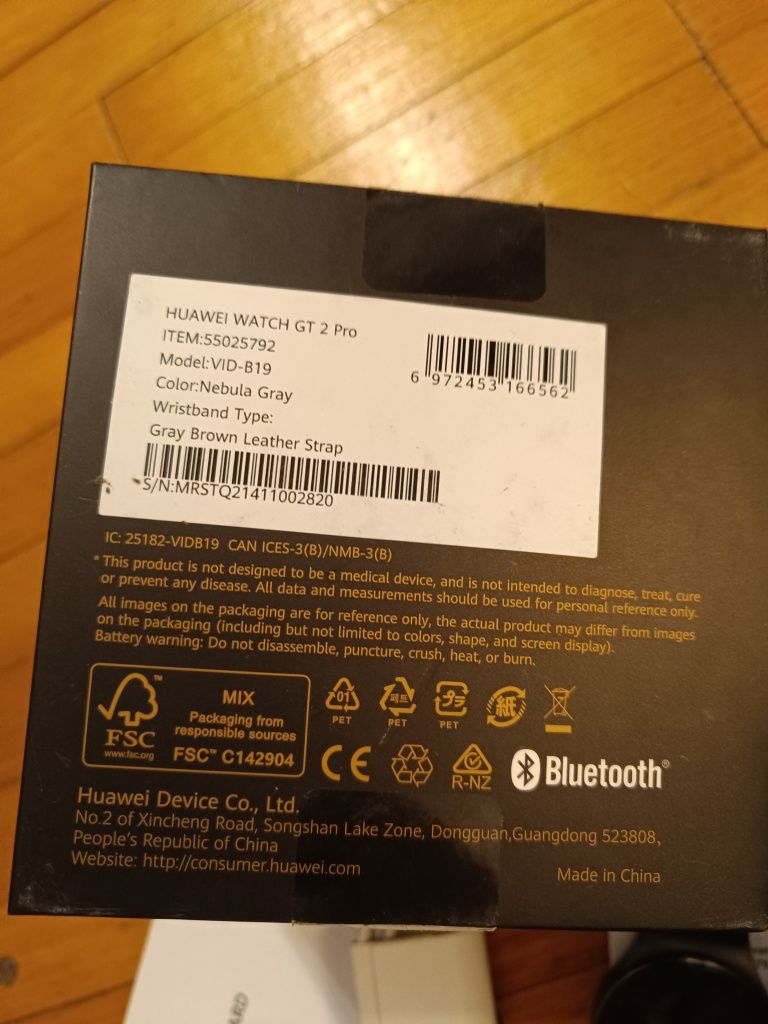 HUAWEI WATCH GT 2 Pro
ITEM:55025792
Model:VID-B19
Color:Nebula Gray
Wristband Type:
Gray Brown Leather Strap
6 972453 166562
S/N:MRSTQ21411002820
IC: 25182-VIDB19 CAN ICES-3(B)/NMB-3(B)
* This product is not designed to be a medical device, and is not intended to diagnose, treat, cure
or prevent any disease. All data and measurements should be used for personal reference only.
All images on the packaging are for reference only, the actual product may differ from images
on the packaging (including but not limited to colors, shape, and screen display).
Battery warning: Do not disassemble, puncture, crush, heat, or burn.
FSC™
www.fsc.org
MIX
Packaging from
responsible sources
FSC™ C142904
01
PET
페트
PET
プラ
PET
紙
CE
R-NZ
Bluetooth®
Huawei Device Co., Ltd.
No.2 of Xincheng Road, Songshan Lake Zone, Dongguan,Guangdong 523808,
People's Republic of China
Website: http://consumer.huawei.com
Made in China